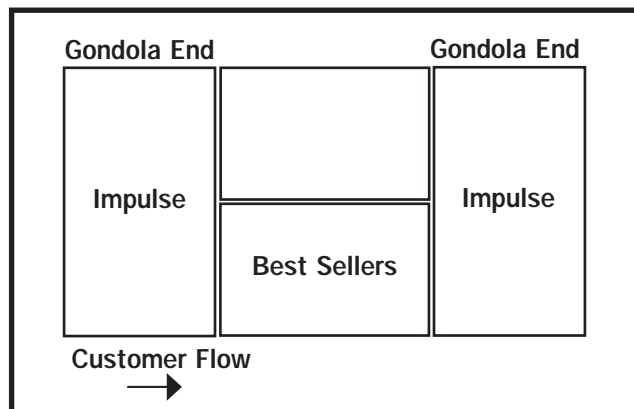 Gondola End
Gondola End
Impulse
Impulse
Best Sellers
Customer Flow